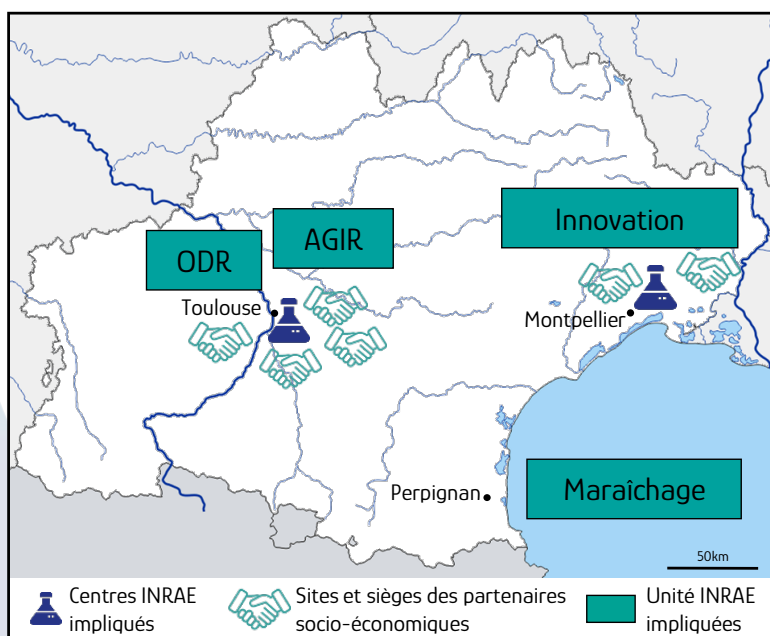 Innovation
AGIR
ODR
Toulouse
Montpellier
Perpignan
Maraîchage
50km
Centres INRAE
impliqués
Sites et sièges des partenaires
socio-économiques
Unité INRAE
impliquées